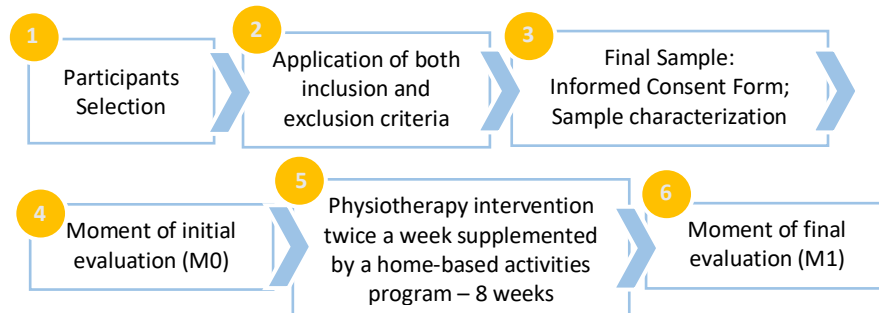 1
Participants
Selection
2
Application of both
inclusion and
exclusion criteria
3
Final Sample:
Informed Consent Form;
Sample characterization
4
Moment of initial
evaluation (M0)
5
Physiotherapy intervention
twice a week supplemented
by a home-based activities
program – 8 weeks
6
Moment of final
evaluation (M1)